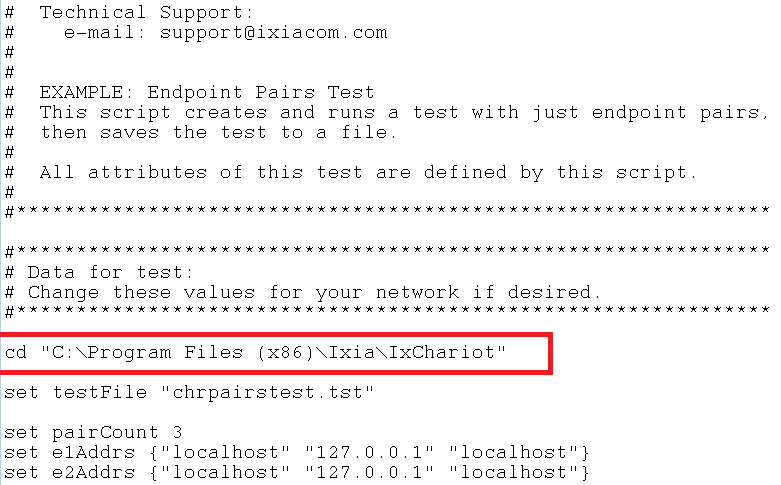 #  Technical Support:
#    e-mail: support@ixiacom.com
#
#
#  EXAMPLE: Endpoint Pairs Test
#  This script creates and runs a test with just endpoint pairs,
#  then saves the test to a file.
#
#  All attributes of this test are defined by this script.
#
#***************************************************************
#***************************************************************
# Data for test:
# Change these values for your network if desired.
#***************************************************************
cd "C:\Program Files (x86)\Ixia\IxChariot"
set testFile "chrpairstest.tst"
set pairCount 3
set e1Addrs {"localhost" "127.0.0.1" "localhost"}
set e2Addrs {"localhost" "127.0.0.1" "localhost"}